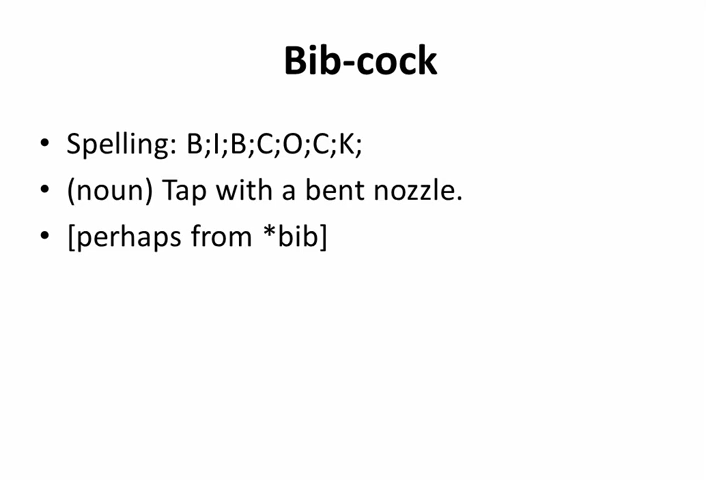 Bib-cock
• Spelling: B;I;B;C;O;C;K;
• (noun) Tap with a bent nozzle.
• [perhaps from *bib]